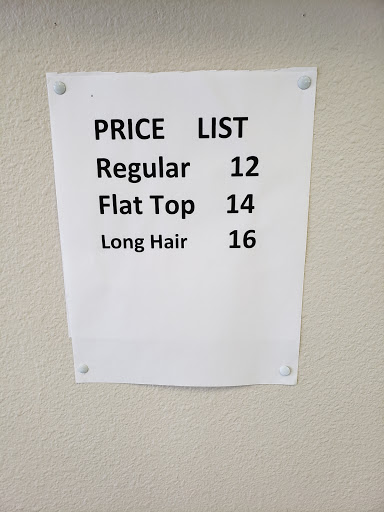 PRICE LIST
Regular 12
Flat Top 14
Long Hair 16